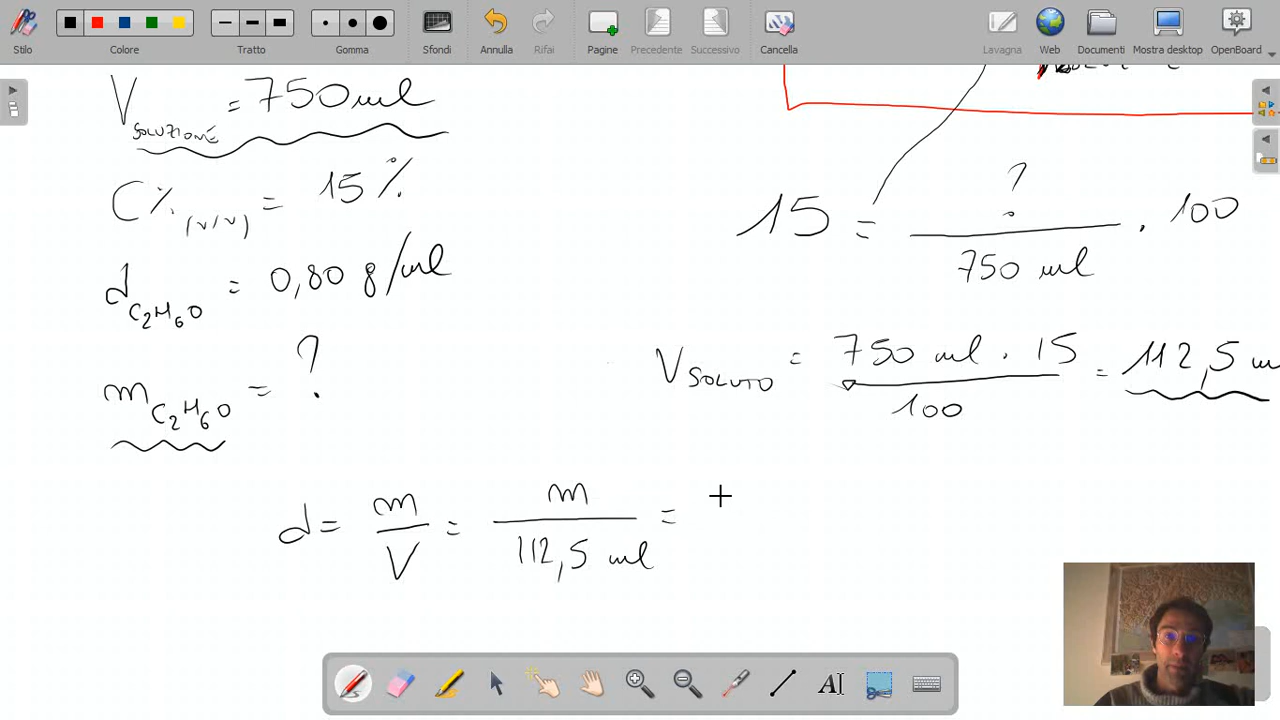 Stilo Colore Tratto Gomma Sfondi Annulla Rifai Pagine Precedente Successivo Cancella Lavagna Web Documenti Mostra desktop OpenBoard
V SOLUZIONE = 750 ml
C% (V/V) = 15%
d C2H6O = 0,80 g/ml
m C2H6O = ?
15 = ? / 750 ml · 100
V SOLUTO = 750 ml · 15 / 100 = 112,5 m
d = m / V = m / 112,5 ml =